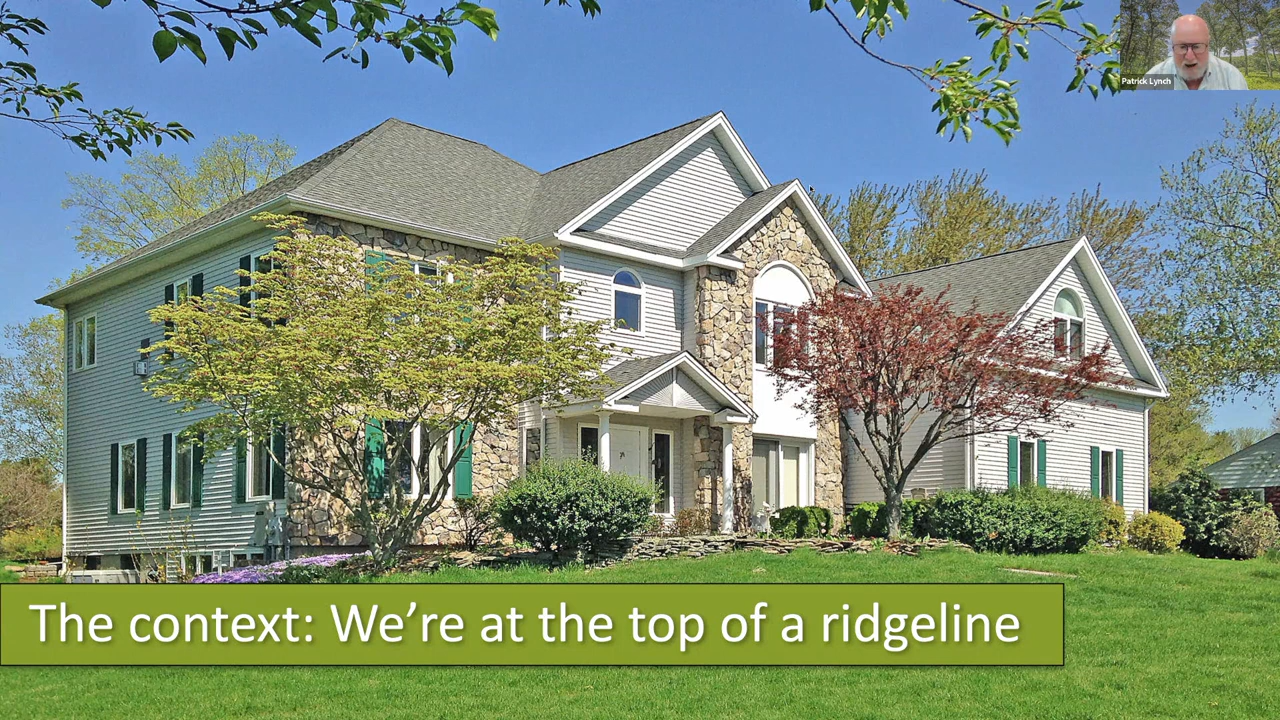 Patrick Lynch
The context: We’re at the top of a ridgeline